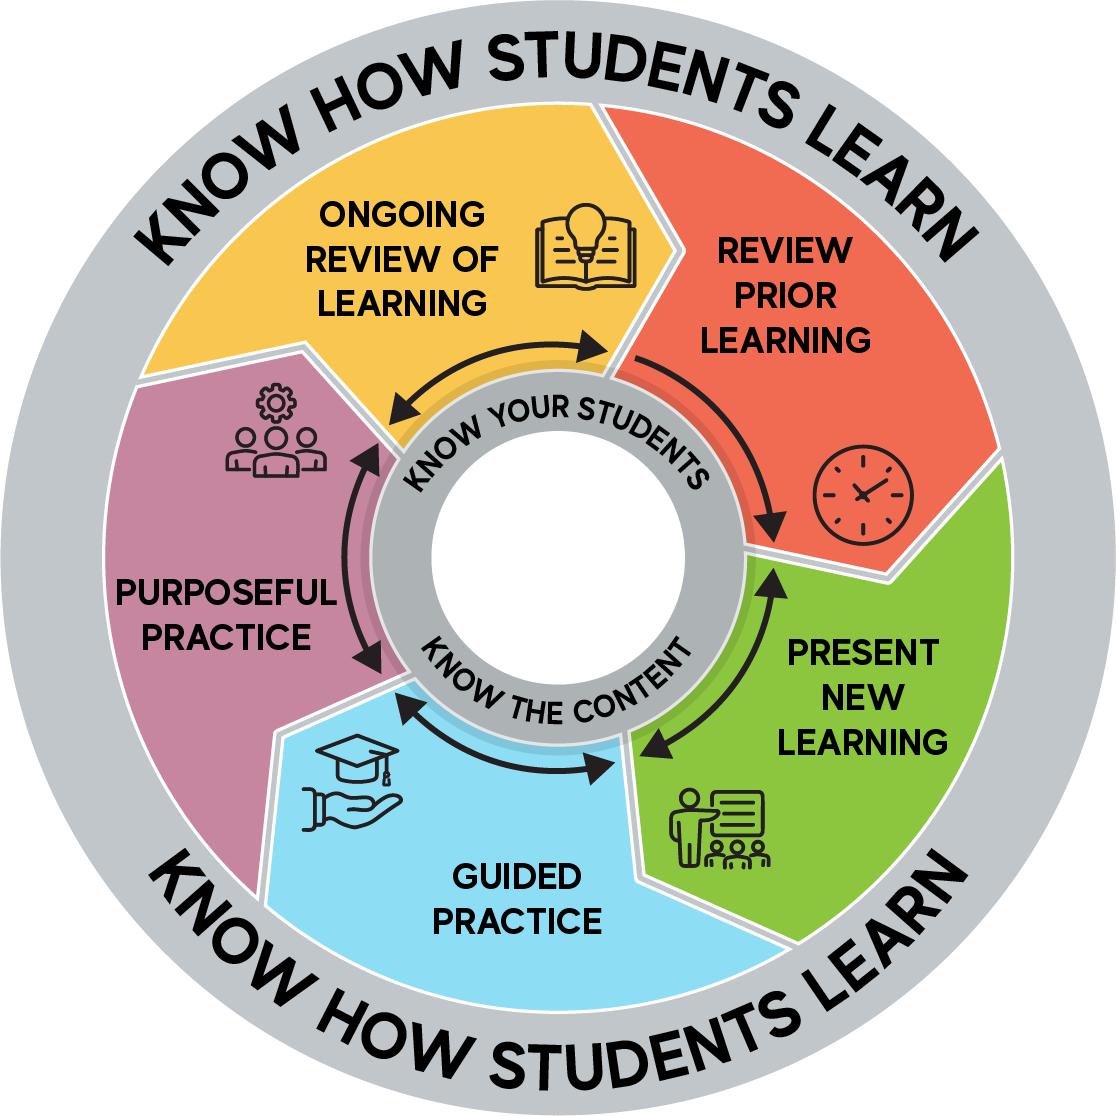 KNOW HOW STUDENTS LEARN
ONGOING
REVIEW OF
LEARNING
REVIEW
PRIOR
LEARNING
PRESENT
NEW
LEARNING
GUIDED
PRACTICE
PURPOSEFUL
PRACTICE
KNOW YOUR STUDENTS
KNOW THE CONTENT
KNOW HOW STUDENTS LEARN